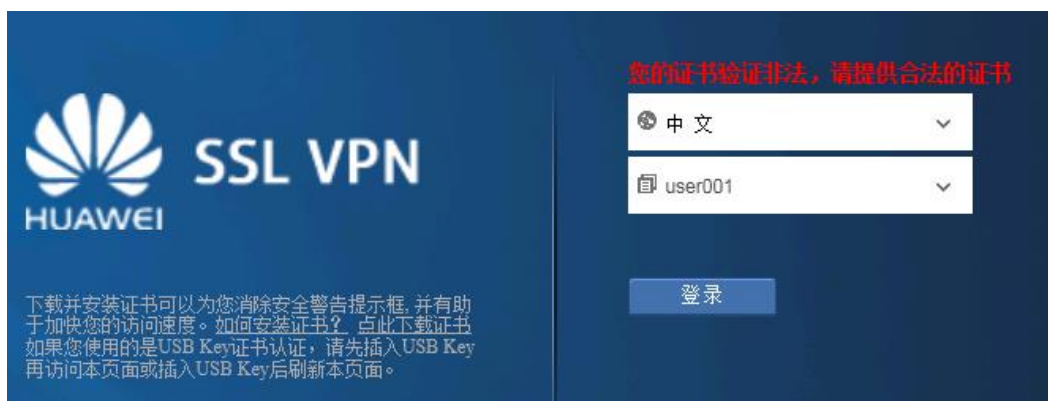 您的证书验证非法，请提供合法的证书
中 文
user001
SSL VPN
HUAWEI
登录
下载并安装证书可以为您消除安全警告提示框,并有助
于加快您的访问速度。如何安装证书? 点此下载证书
如果您使用的是USB Key证书认证，请先插入USB Key
再访问本页面或插入USB Key后刷新本页面。